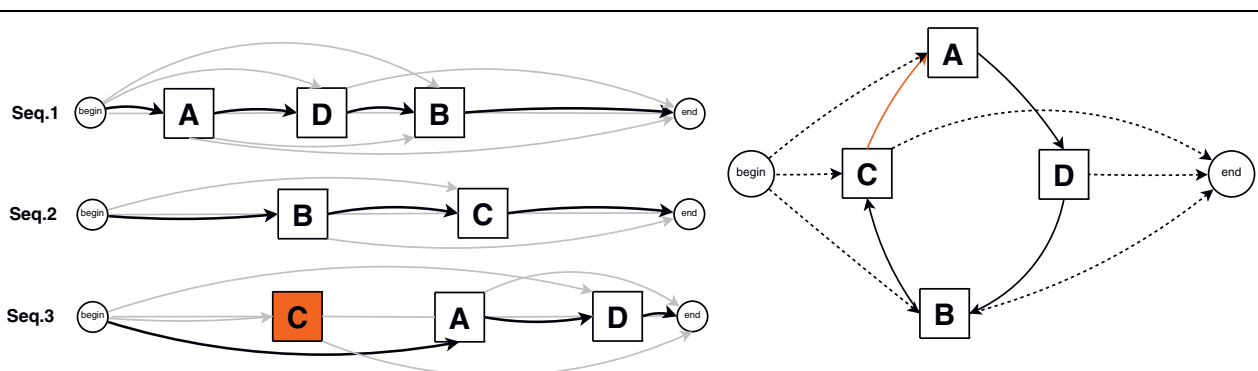 Seq.1 begin A D B end
Seq.2 begin B C end
Seq.3 begin C A D end
A
begin C D end
B